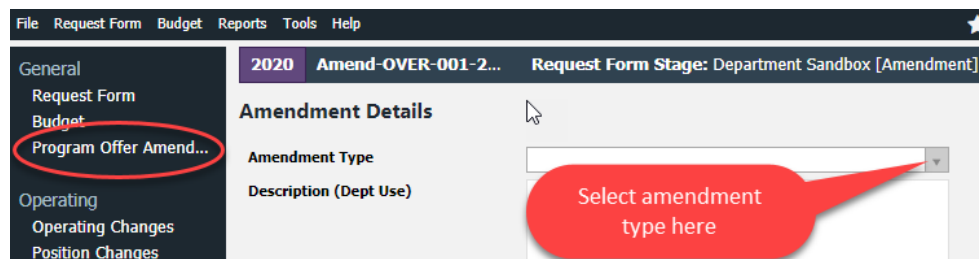 File Request Form Budget Reports Tools Help
General
Request Form
Budget
Program Offer Amend...
Operating
Operating Changes
Position Changes
2020 Amend-OVER-001-2... Request Form Stage: Department Sandbox [Amendment]
Amendment Details
Amendment Type
Description (Dept Use)
Select amendment
type here